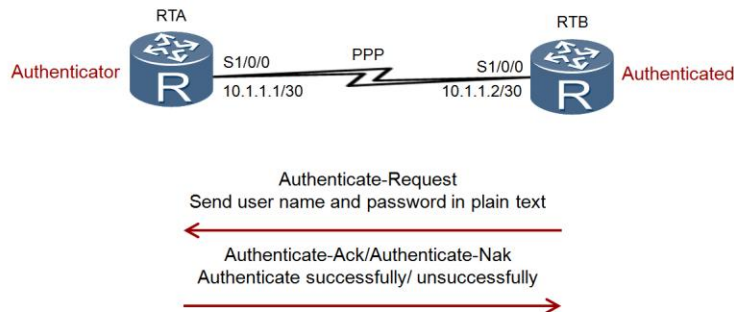 RTA
RTB
S1/0/0
PPP
S1/0/0
Authenticator
Authenticated
R
R
10.1.1.1/30
10.1.1.2/30
Authenticate-Request
Send user name and password in plain text
Authenticate-Ack/Authenticate-Nak
Authenticate successfully/ unsuccessfully